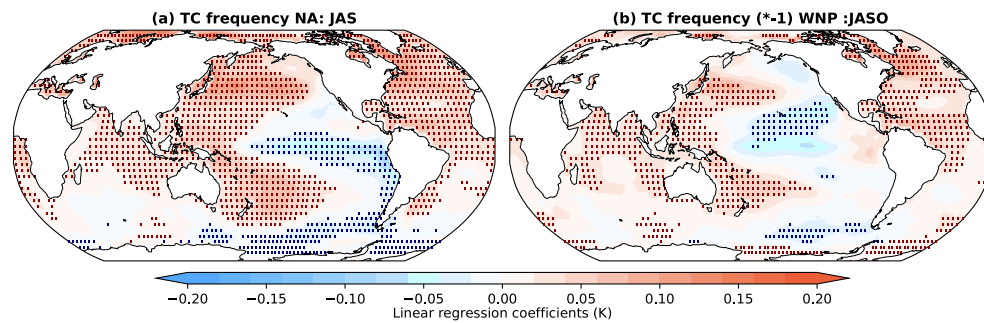 (a) TC frequency NA: JAS
(b) TC frequency (*-1) WNP :JASO
−0.20 −0.15 −0.10 −0.05 0.00 0.05 0.10 0.15 0.20
Linear regression coefficients (K)